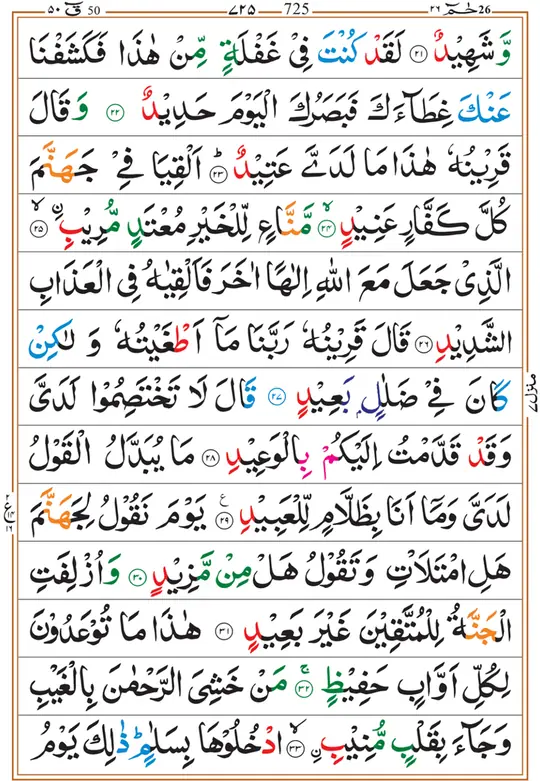 26 حٰمٓ ٢٦ 725 ٧٢٥ 50 قٓ ٥٠
وَّ شَهِيْدٌ ﴿٢١﴾ لَقَدْ كُنْتَ فِيْ غَفْلَةٍ مِّنْ هٰذَا فَكَشَفْنَا
عَنْكَ غِطَآءَكَ فَبَصَرُكَ الْيَوْمَ حَدِيْدٌ ﴿٢٢﴾ وَ قَالَ
قَرِيْنُهٗ هٰذَا مَا لَدَيَّ عَتِيْدٌ ﴿٢٣﴾ؕ اَلْقِيَا فِيْ جَهَنَّمَ
كُلَّ كَفَّارٍ عَنِيْدٍ ﴿٢٤﴾ۙ مَّنَّاعٍ لِّلْخَيْرِ مُعْتَدٍ مُّرِيْبِ ۟ۙ﴿٢٥﴾
الَّذِيْ جَعَلَ مَعَ اللّٰهِ اِلٰهًا اٰخَرَ فَاَلْقِيٰهُ فِي الْعَذَابِ
الشَّدِيْدِ ﴿٢٦﴾ قَالَ قَرِيْنُهٗ رَبَّنَا مَآ اَطْغَيْتُهٗ وَ لٰكِنْ
كَانَ فِيْ ضَلٰلٍۭ بَعِيْدٍ ﴿٢٧﴾ قَالَ لَا تَخْتَصِمُوْا لَدَيَّ
وَقَدْ قَدَّمْتُ اِلَيْكُمْ بِالْوَعِيْدِ ﴿٢٨﴾ مَا يُبَدَّلُ الْقَوْلُ
لَدَيَّ وَمَآ اَنَا بِظَلَّامٍ لِّلْعَبِيْدِ ﴿٢٩﴾ع يَوْمَ نَقُوْلُ لِجَهَنَّمَ
هَلِ امْتَلَاْتِ وَتَقُوْلُ هَلْ مِنْ مَّزِيْدٍ ﴿٣٠﴾ وَاُزْلِفَتِ
الْجَنَّةُ لِلْمُتَّقِيْنَ غَيْرَ بَعِيْدٍ ﴿٣١﴾ هٰذَا مَا تُوْعَدُوْنَ
لِكُلِّ اَوَّابٍ حَفِيْظٍ ﴿٣٢﴾ۚ مَنْ خَشِيَ الرَّحْمٰنَ بِالْغَيْبِ
وَجَآءَ بِقَلْبٍ مُّنِيْبِ ۟ۙ﴿٣٣﴾ ادْخُلُوْهَا بِسَلٰمٍ ؕ ذٰلِكَ يَوْمُ
منزل ٧